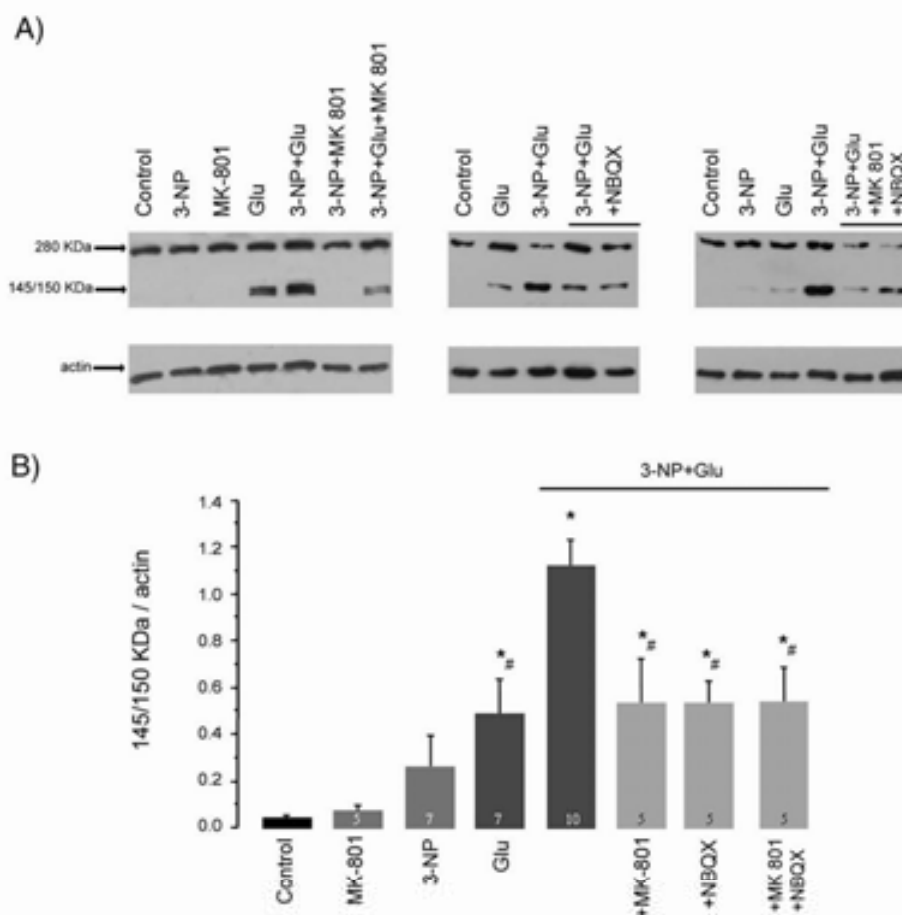 A)
Control
3-NP
MK-801
Glu
3-NP+Glu
3-NP+MK 801
3-NP+Glu+MK 801
Control
Glu
3-NP+Glu
3-NP+Glu
+NBQX
Control
3-NP
Glu
3-NP+Glu
3-NP+Glu
+MK 801
+NBQX
280 KDa
145/150 KDa
actin
B)
3-NP+Glu
145/150 KDa / actin
1.4
1.2
1.0
0.8
0.6
0.4
0.2
0.0
*
*#
*#
*#
*#
5
7
7
10
5
5
5
Control
MK-801
3-NP
Glu
+MK-801
+NBQX
+MK 801
+NBQX